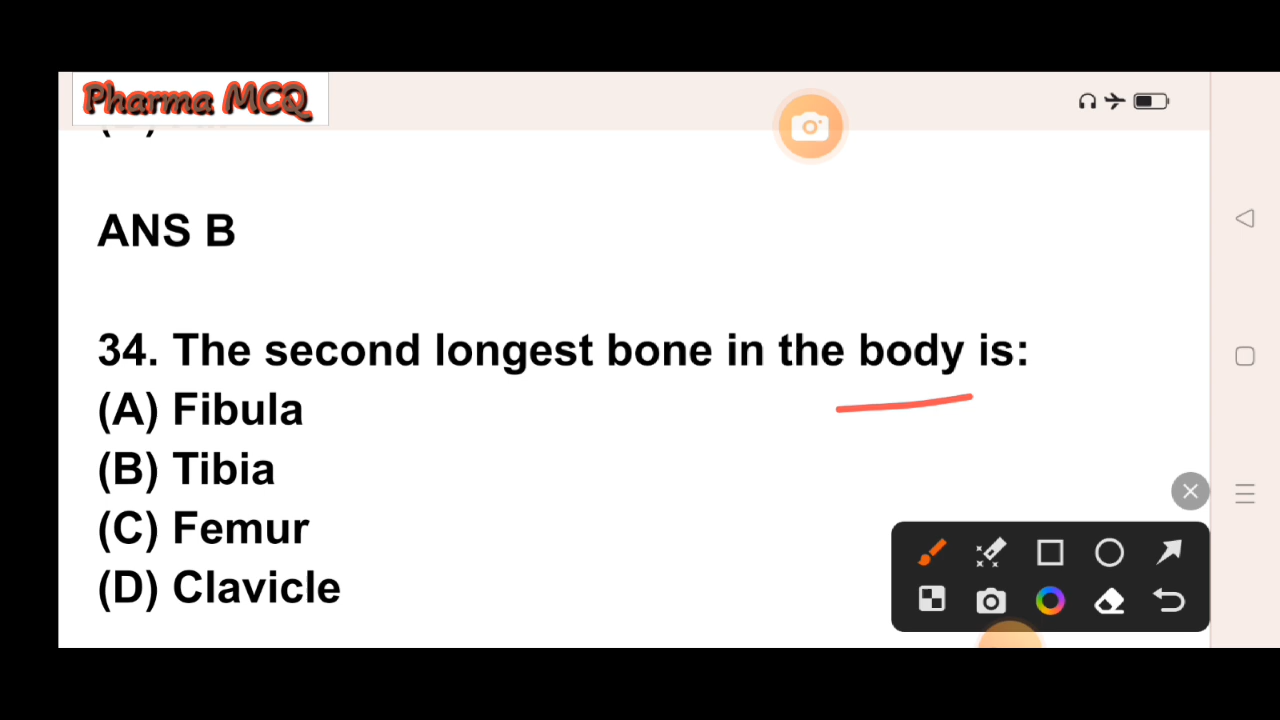 Pharma MCQ
ANS B
34. The second longest bone in the body is:
(A) Fibula
(B) Tibia
(C) Femur
(D) Clavicle